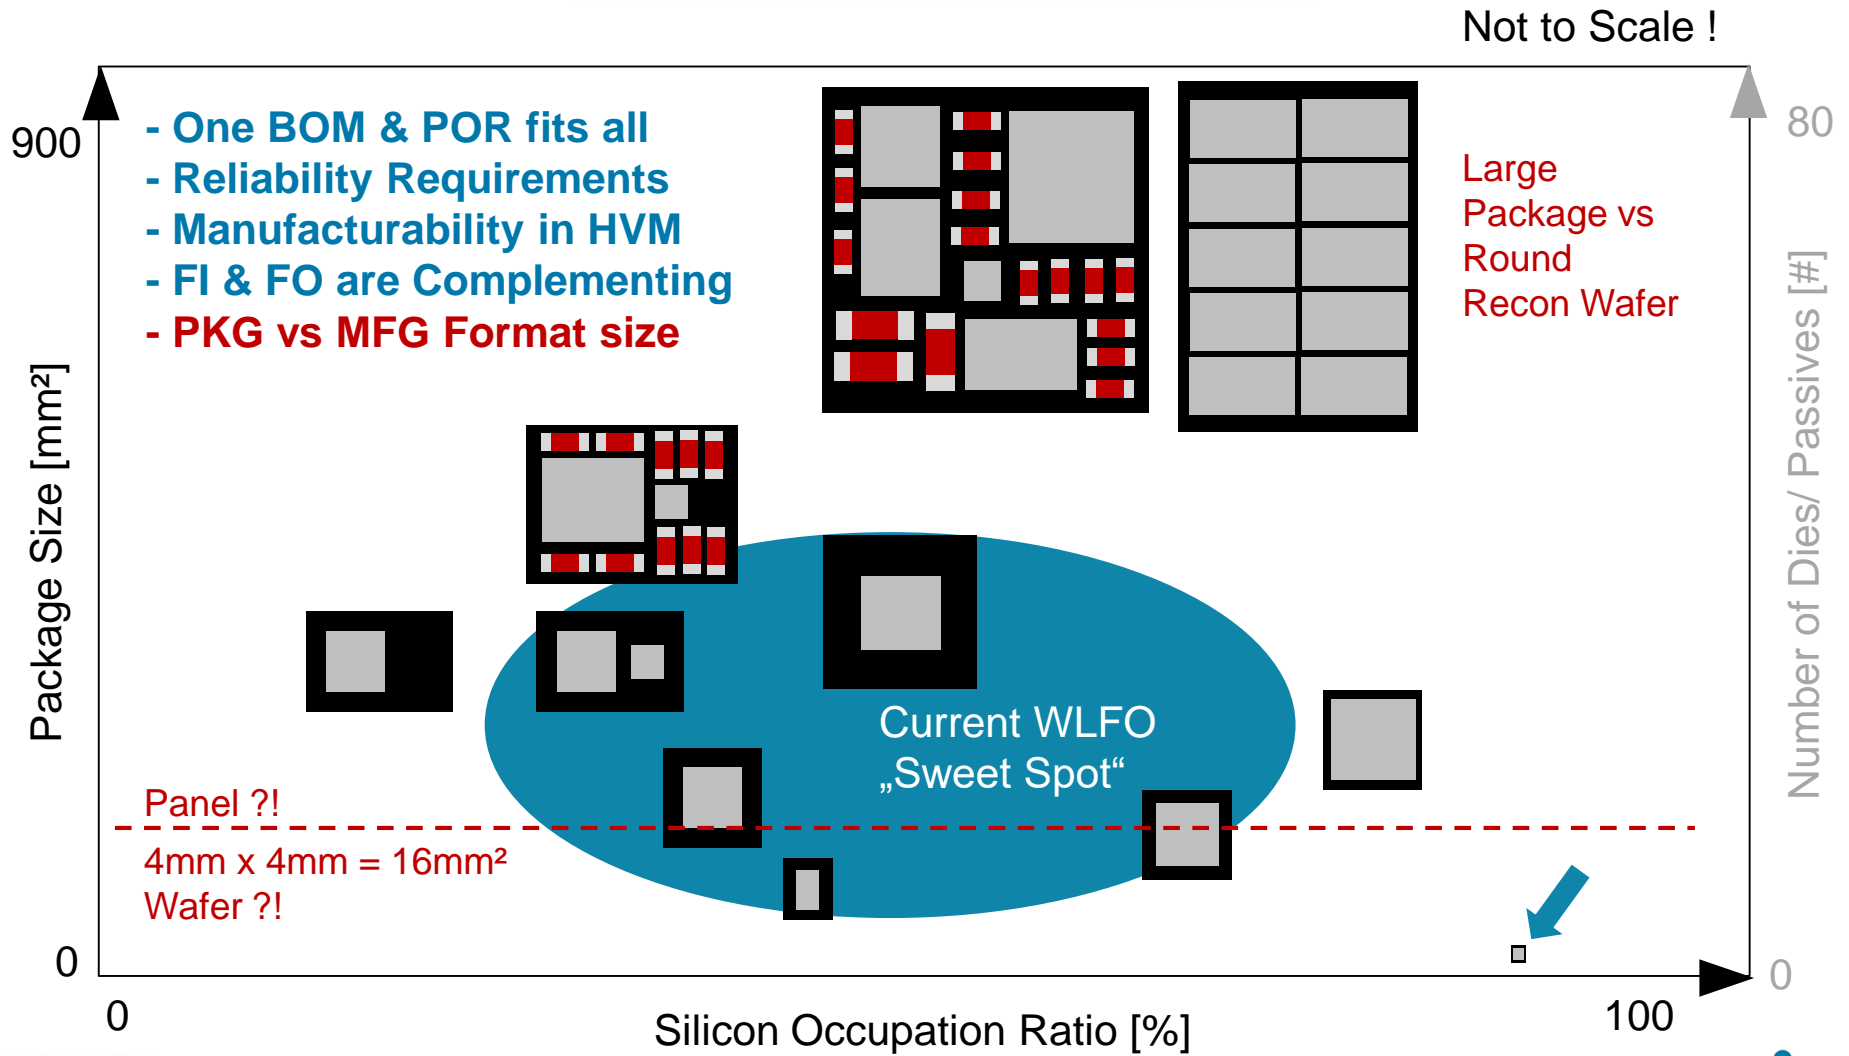 Not to Scale !
900
80
- One BOM & POR fits all
- Reliability Requirements
- Manufacturability in HVM
- FI & FO are Complementing
- PKG vs MFG Format size
Large
Package vs
Round
Recon Wafer
Package Size [mm²]
Number of Dies/ Passives [#]
Current WLFO
„Sweet Spot“
Panel ?!
4mm x 4mm = 16mm²
Wafer ?!
0
0
0
100
Silicon Occupation Ratio [%]